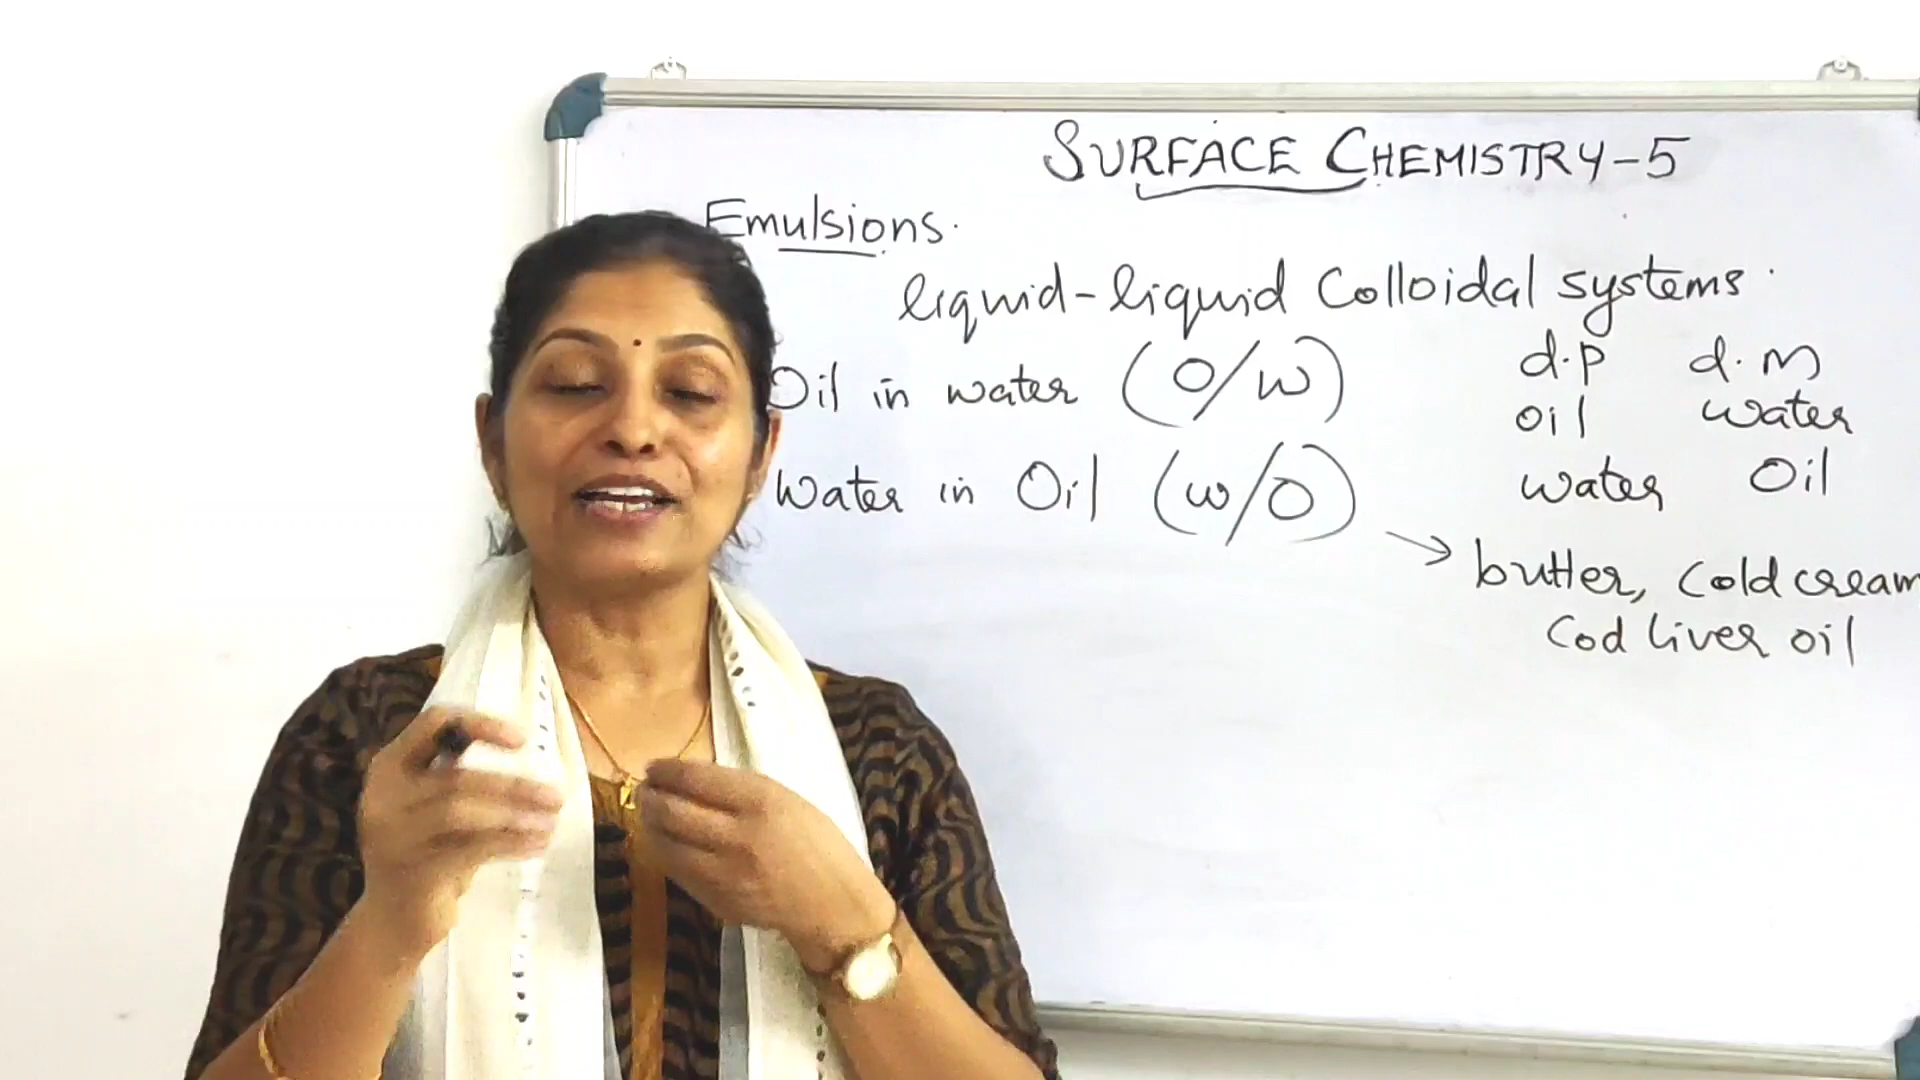 SURFACE CHEMISTRY-5
Emulsions.
liquid-liquid Colloidal systems.
d.p d.m
Oil in water (O/W) oil water
Water in Oil (W/O) water Oil
→ butter, Cold cream
Cod liver oil